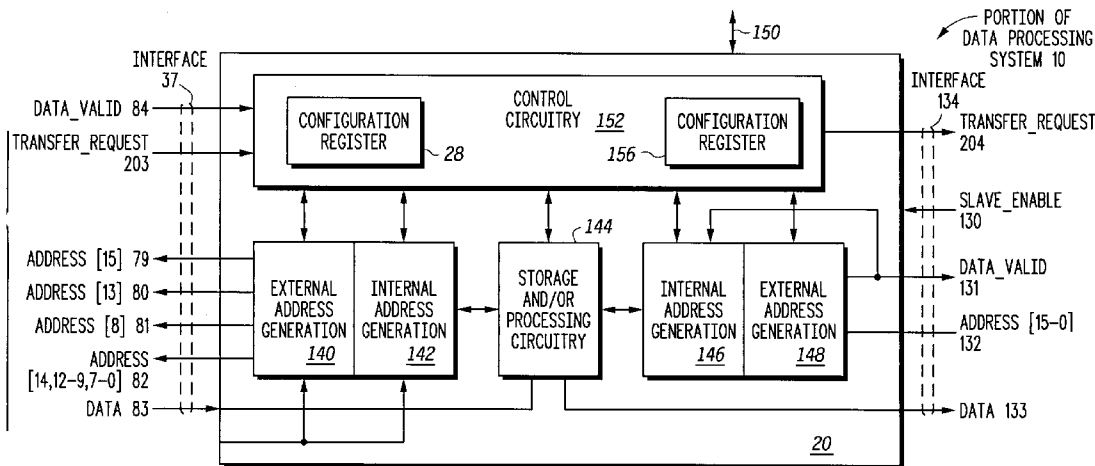 150
PORTION OF
DATA PROCESSING
SYSTEM 10
INTERFACE
37
DATA_VALID 84
TRANSFER_REQUEST
203
CONTROL
CIRCUITRY 152
CONFIGURATION
REGISTER
28
CONFIGURATION
REGISTER
156
INTERFACE
134
TRANSFER_REQUEST
204
SLAVE_ENABLE
130
144
ADDRESS [15] 79
ADDRESS [13] 80
ADDRESS [8] 81
ADDRESS
[14,12-9,7-0] 82
DATA 83
EXTERNAL
ADDRESS
GENERATION
140
INTERNAL
ADDRESS
GENERATION
142
STORAGE
AND/OR
PROCESSING
CIRCUITRY
INTERNAL
ADDRESS
GENERATION
146
EXTERNAL
ADDRESS
GENERATION
148
DATA_VALID
131
ADDRESS [15-0]
132
DATA 133
20